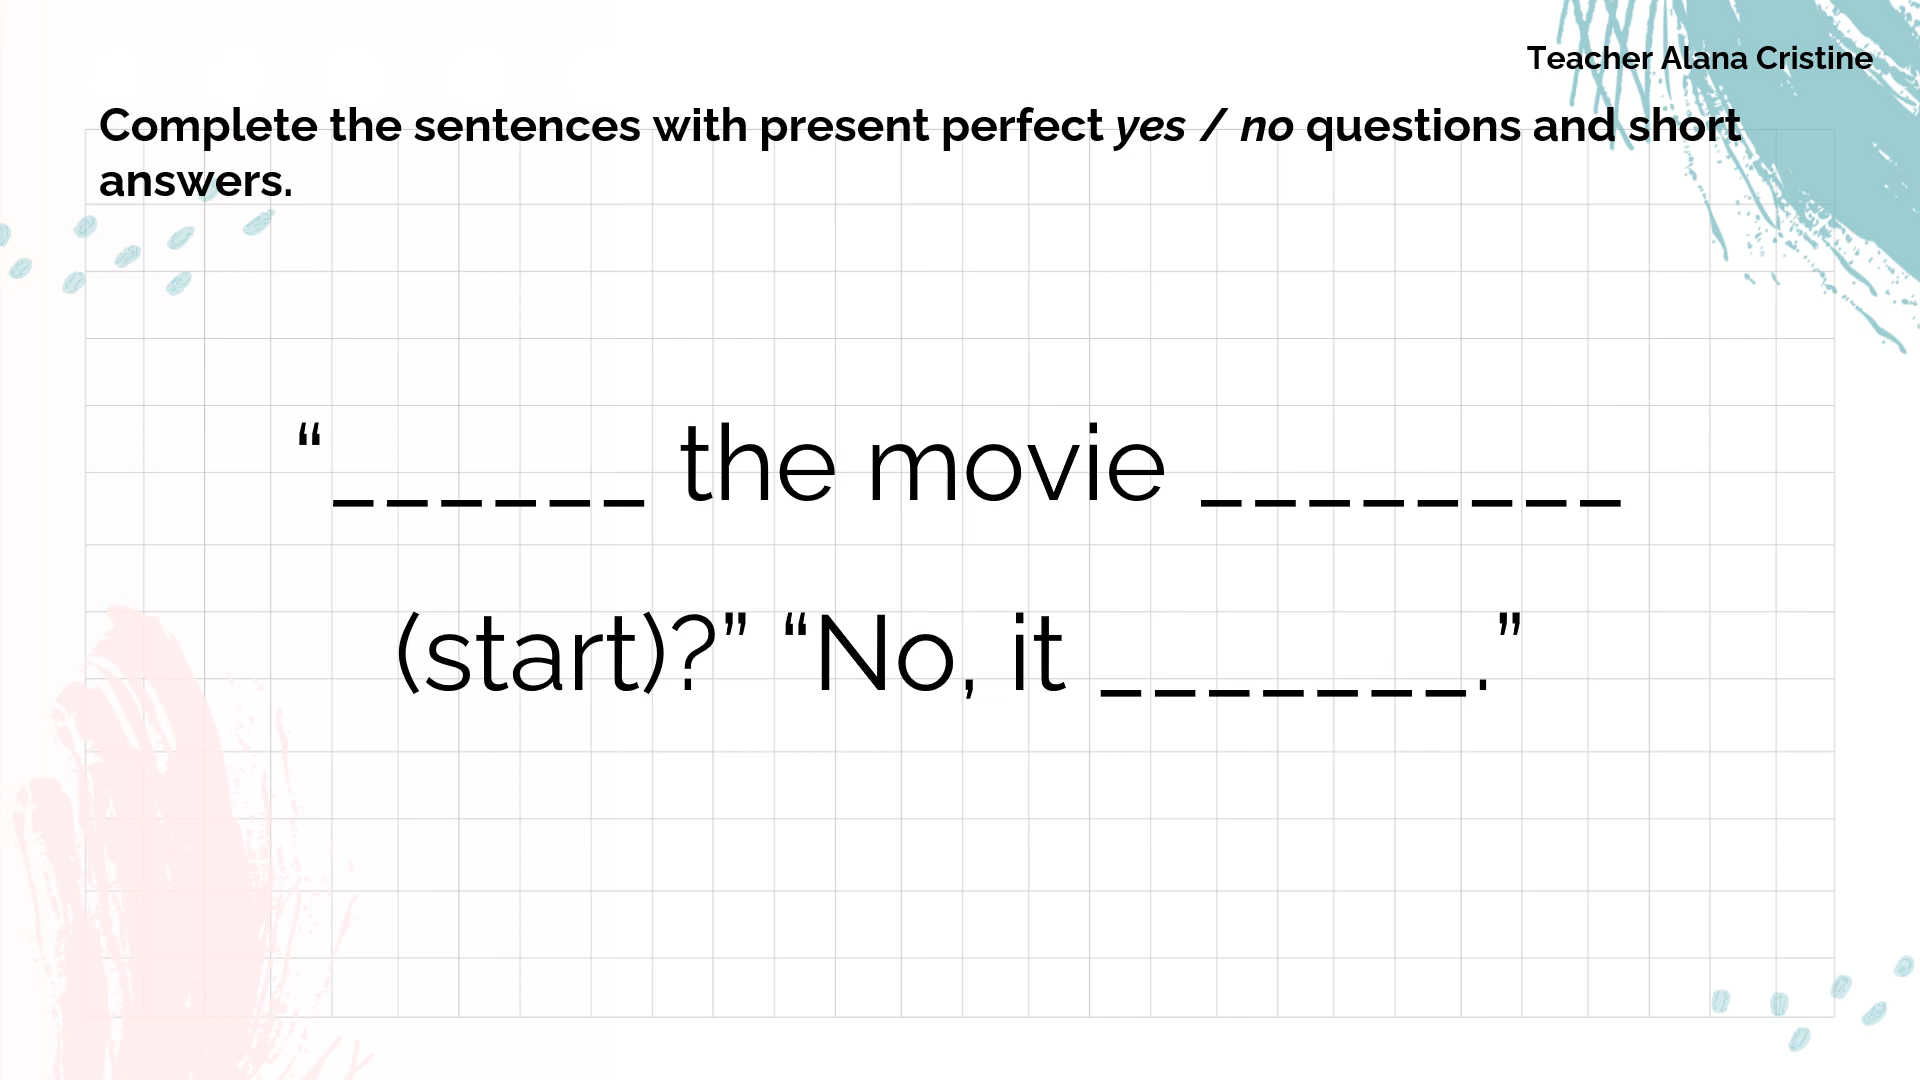 Teacher Alana Cristine
Complete the sentences with present perfect yes / no questions and short
answers.
“______ the movie ________
(start)?” “No, it _______.”